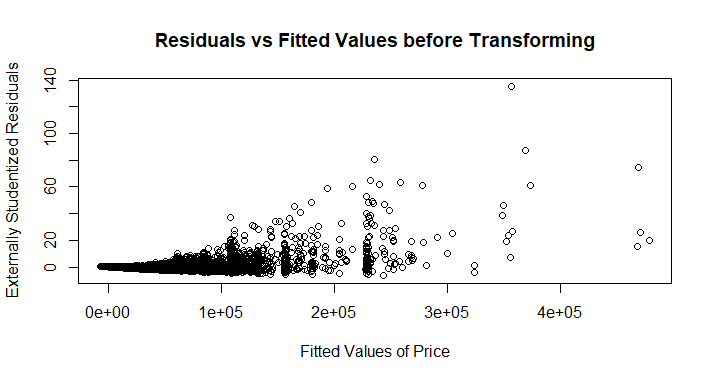 Residuals vs Fitted Values before Transforming
Externally Studentized Residuals
140
100
60
20
0
0e+00 1e+05 2e+05 3e+05 4e+05
Fitted Values of Price